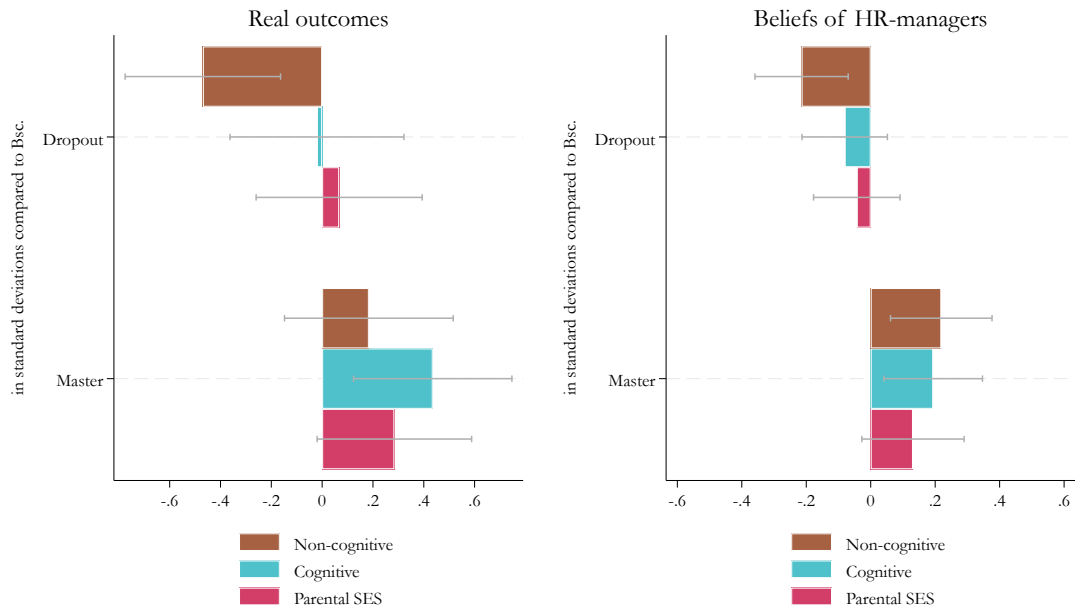 Real outcomes
in standard deviations compared to Bsc.
Dropout
Master
-.6 -.4 -.2 0 .2 .4 .6
Non-cognitive
Cognitive
Parental SES
Beliefs of HR-managers
in standard deviations compared to Bsc.
Dropout
Master
-.6 -.4 -.2 0 .2 .4 .6
Non-cognitive
Cognitive
Parental SES